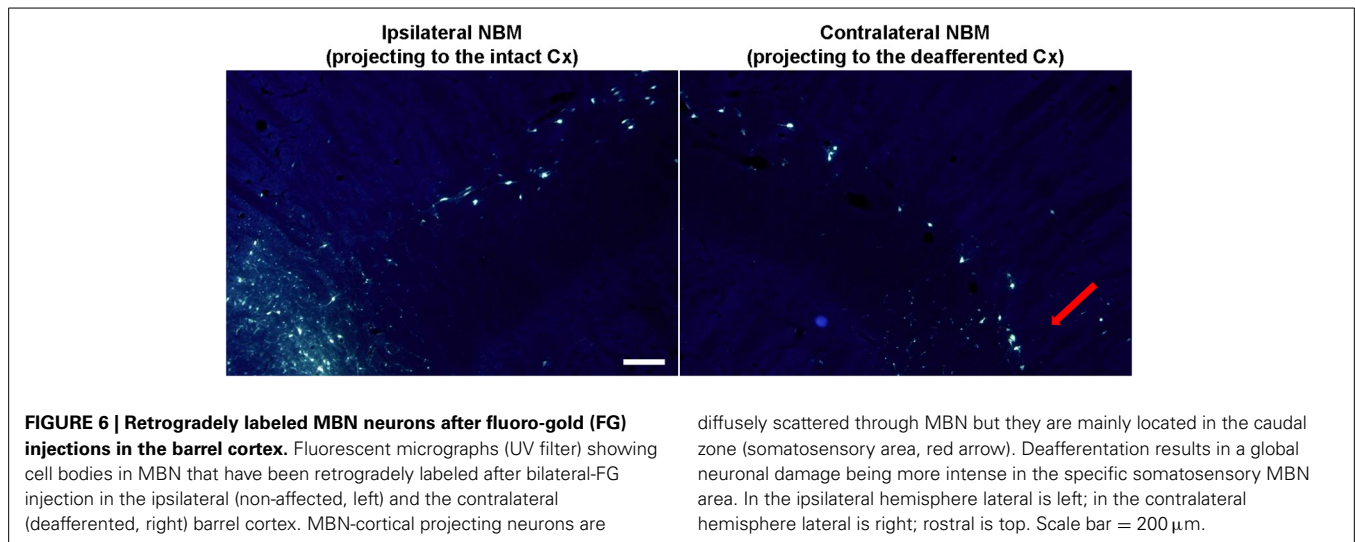 Ipsilateral NBM
(projecting to the intact Cx)
Contralateral NBM
(projecting to the deafferented Cx)
FIGURE 6 | Retrogradely labeled MBN neurons after fluoro-gold (FG)
injections in the barrel cortex. Fluorescent micrographs (UV filter) showing
cell bodies in MBN that have been retrogradely labeled after bilateral-FG
injection in the ipsilateral (non-affected, left) and the contralateral
(deafferented, right) barrel cortex. MBN-cortical projecting neurons are
diffusely scattered through MBN but they are mainly located in the caudal
zone (somatosensory area, red arrow). Deafferentation results in a global
neuronal damage being more intense in the specific somatosensory MBN
area. In the ipsilateral hemisphere lateral is left; in the contralateral
hemisphere lateral is right; rostral is top. Scale bar = 200 μm.